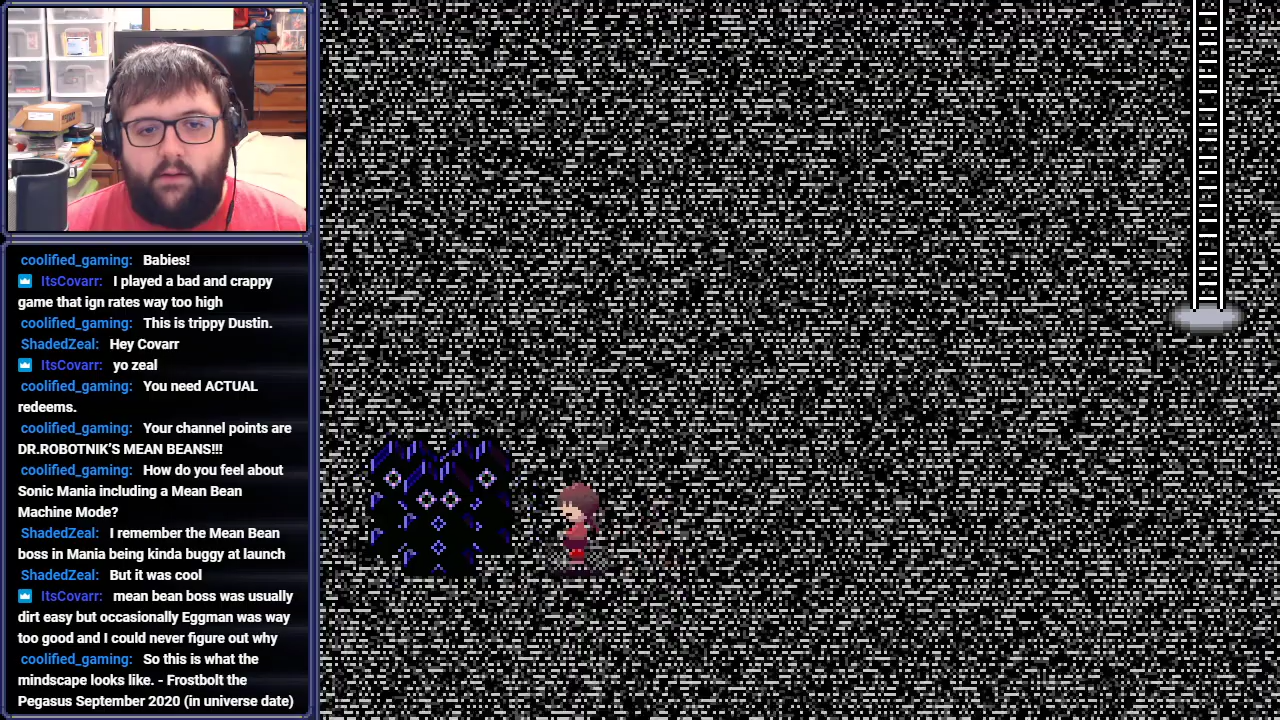 coolified_gaming: Babies!
ItsCovarr: I played a bad and crappy
game that ign rates way too high
coolified_gaming: This is trippy Dustin.
ShadedZeal: Hey Covarr
ItsCovarr: yo zeal
coolified_gaming: You need ACTUAL
redeems.
coolified_gaming: Your channel points are
DR.ROBOTNIK'S MEAN BEANS!!!
coolified_gaming: How do you feel about
Sonic Mania including a Mean Bean
Machine Mode?
ShadedZeal: I remember the Mean Bean
boss in Mania being kinda buggy at launch
ShadedZeal: But it was cool
ItsCovarr: mean bean boss was usually
dirt easy but occasionally Eggman was way
too good and I could never figure out why
coolified_gaming: So this is what the
mindscape looks like. - Frostbolt the
Pegasus September 2020 (in universe date)